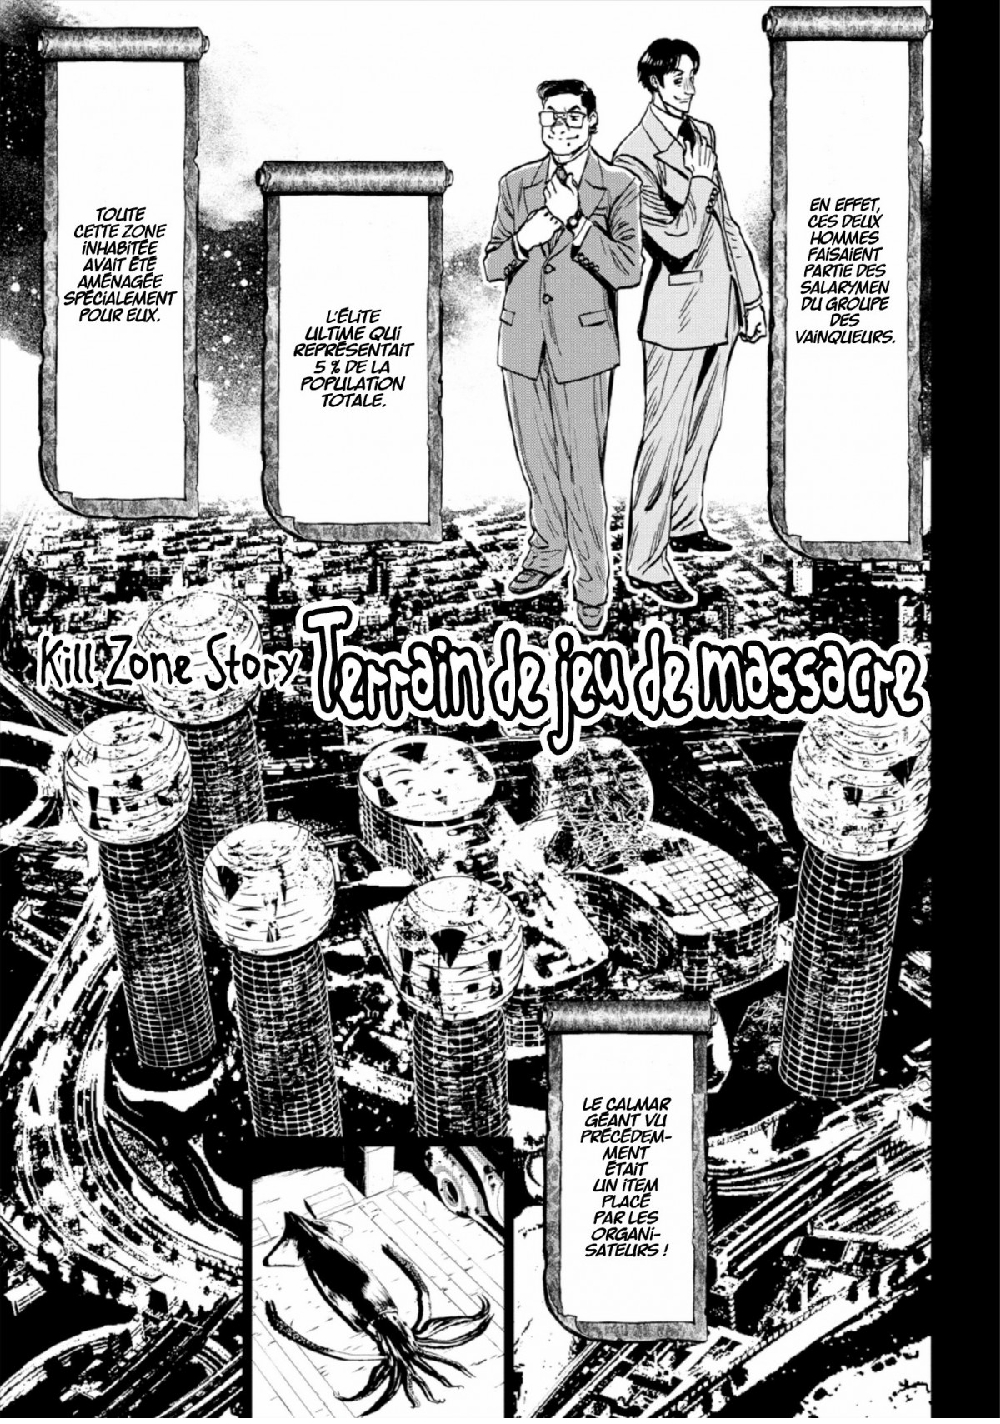 EN EFFET,
CES DEUX
HOMMES
FAISAIENT
PARTIE DES
SALARYMEN
DU GROUPE
DES
VAINQUEURS.
L'ÉLITE
ULTIME QUI
REPRÉSENTAIT
5 % DE LA
POPULATION
TOTALE.
TOUTE
CETTE ZONE
INHABITÉE
AVAIT ÉTÉ
AMÉNAGÉE
SPÉCIALEMENT
POUR EUX.
Kill Zone Story Terrain de jeu de massacre
LE CALMAR
GÉANT VU
PRÉCÉDEM-
MENT
ÉTAIT
UN ITEM
PLACÉ
PAR LES
ORGANI-
SATEURS !